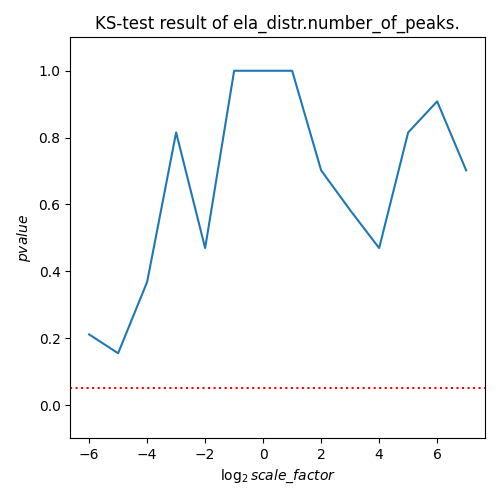 KS-test result of ela_distr.number_of_peaks.
pvalue
1.0
0.8
0.6
0.4
0.2
0.0
−6 −4 −2 0 2 4 6
log₂ scale_factor